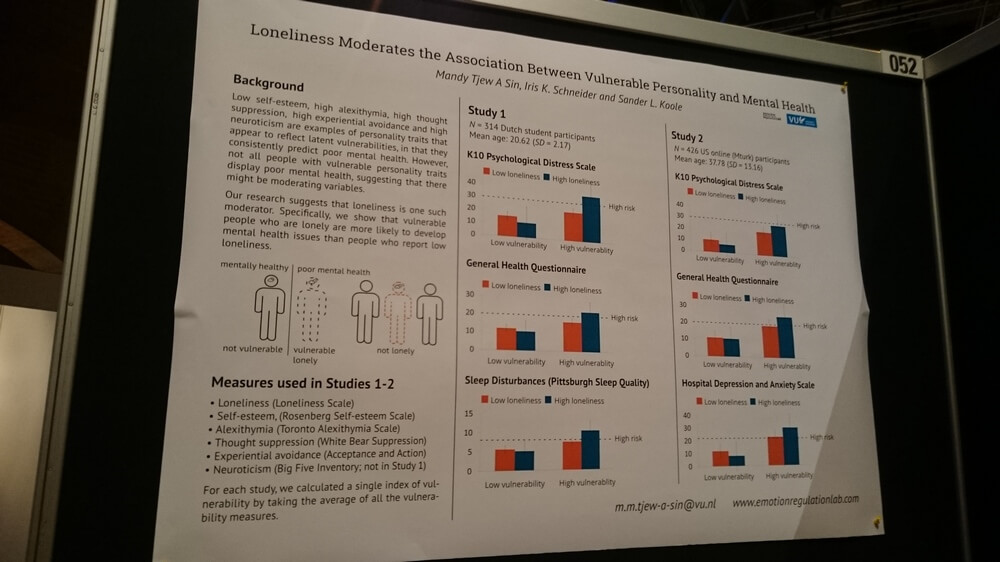 052
Loneliness Moderates the Association Between Vulnerable Personality and Mental Health
Mandy Tjew A Sin, Iris K. Schneider and Sander L. Koole
VU
Background
Low self-esteem, high alexithymia, high thought
suppression, high experiential avoidance and high
neuroticism are examples of personality traits that
appear to reflect latent vulnerabilities, in that they
consistently predict poor mental health. However,
not all people with vulnerable personality traits
display poor mental health, suggesting that there
might be moderating variables.
Our research suggests that loneliness is one such
moderator. Specifically, we show that vulnerable
people who are lonely are more likely to develop
mental health issues than people who report low
loneliness.
mentally healthy
poor mental health
not vulnerable
vulnerable
lonely
not lonely
Measures used in Studies 1-2
• Loneliness (Loneliness Scale)
• Self-esteem, (Rosenberg Self-esteem Scale)
• Alexithymia (Toronto Alexithymia Scale)
• Thought suppression (White Bear Suppression)
• Experiential avoidance (Acceptance and Action)
• Neuroticism (Big Five Inventory; not in Study 1)
For each study, we calculated a single index of vul-
nerability by taking the average of all the vulnera-
bility measures.
Study 1
N = 314 Dutch student participants
Mean age: 20.62 (SD = 2.17)
K10 Psychological Distress Scale
Low loneliness High loneliness
40
30
20
10
0
High risk
Low vulnerability High vulnerablity
General Health Questionnaire
Low loneliness High loneliness
30
20
10
0
High risk
Low vulnerablity High vulnerablity
Sleep Disturbances (Pittsburgh Sleep Quality)
Low loneliness High loneliness
15
10
5
0
High risk
Low vulnerability High vulnerablity
Study 2
N = 426 US online (Mturk) participants
Mean age: 37.78 (SD = 13.16)
K10 Psychological Distress Scale
Low loneliness High loneliness
40
30
20
10
0
High risk
Low vulnerablity High vulnerablity
General Health Questionnaire
Low loneliness High loneliness
30
20
10
0
High risk
Low vulnerablity High vulnerablity
Hospital Depression and Anxiety Scale
Low loneliness High loneliness
40
30
20
10
0
High risk
Low vulnerability High vulnerablity
m.m.tjew-a-sin@vu.nl www.emotionregulationlab.com